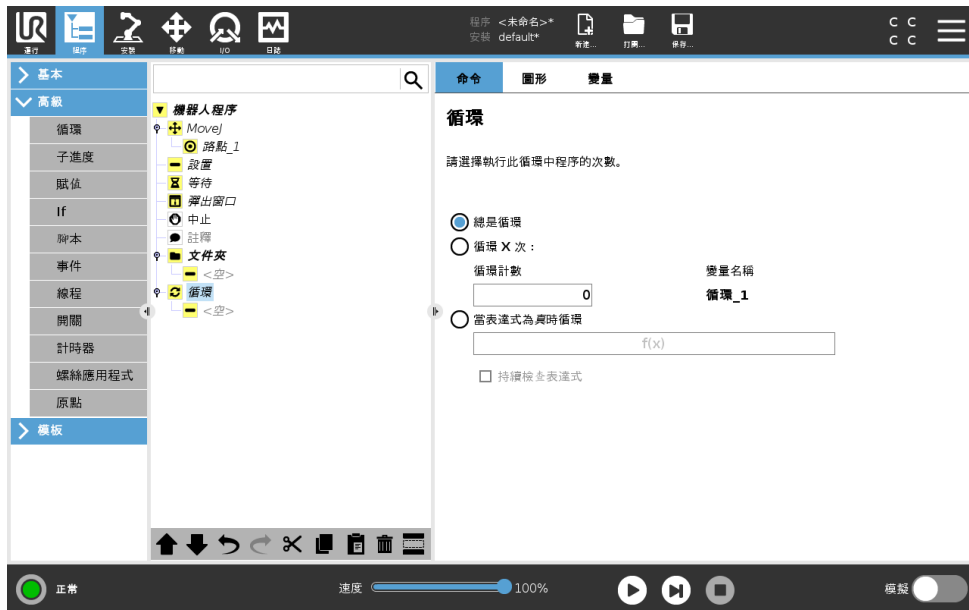 UR
運行
程序
安裝
移動
I/O
日誌
程序 <未命名>*
安裝 default*
新建...
打開...
保存...
C C
C C
基本
高級
循環
子進度
賦值
If
腳本
事件
線程
開關
計時器
螺絲應用程式
原點
模板
機器人程序
MoveJ
路點_1
設置
等待
彈出窗口
中止
註釋
文件夾
<空>
循環
<空>
命令 圖形 變量
循環
請選擇執行此循環中程序的次數。
總是循環
循環 X 次：
循環計數 變量名稱
0 循環_1
當表達式為真時循環
f(x)
持續檢查表達式
正常
速度 100%
模擬